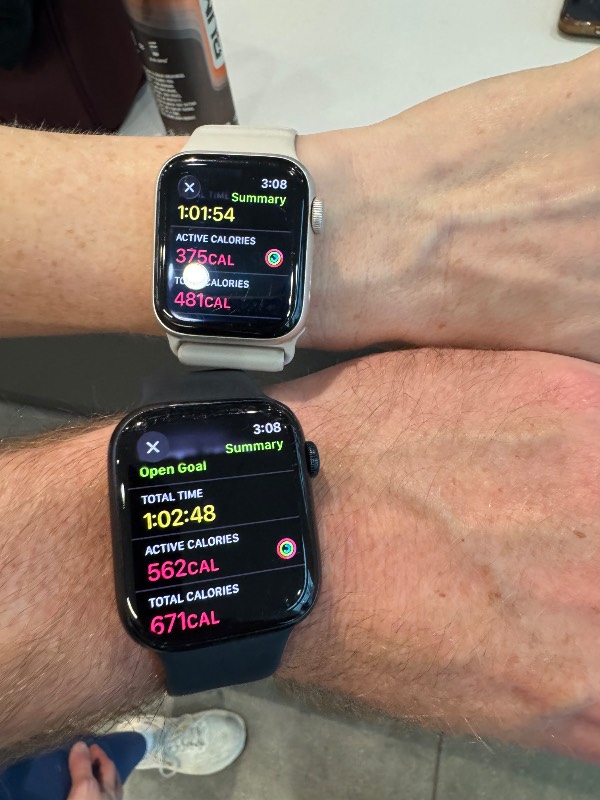 3:08
Summary
1:01:54
ACTIVE CALORIES
375CAL
CALORIES
481CAL
3:08
Summary
Open Goal
TOTAL TIME
1:02:48
ACTIVE CALORIES
562CAL
TOTAL CALORIES
671CAL